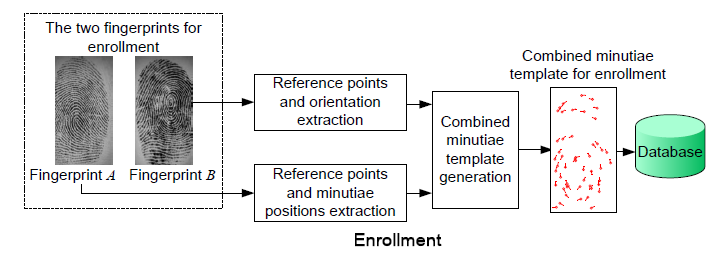 The two fingerprints for
enrollment
Fingerprint A
Fingerprint B
Reference points
and orientation
extraction
Reference points
and minutiae
positions extraction
Combined
minutiae
template
generation
Combined minutiae
template for enrollment
Database
Enrollment